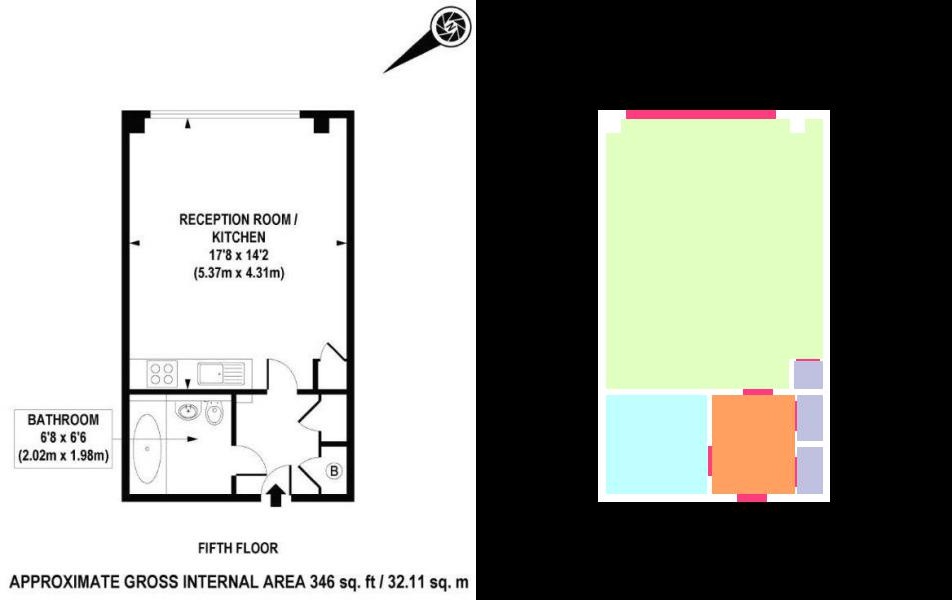 RECEPTION ROOM /
KITCHEN
17'8 x 14'2
(5.37m x 4.31m)
BATHROOM
6'8 x 6'6
(2.02m x 1.98m)
B
FIFTH FLOOR
APPROXIMATE GROSS INTERNAL AREA 346 sq. ft / 32.11 sq. m